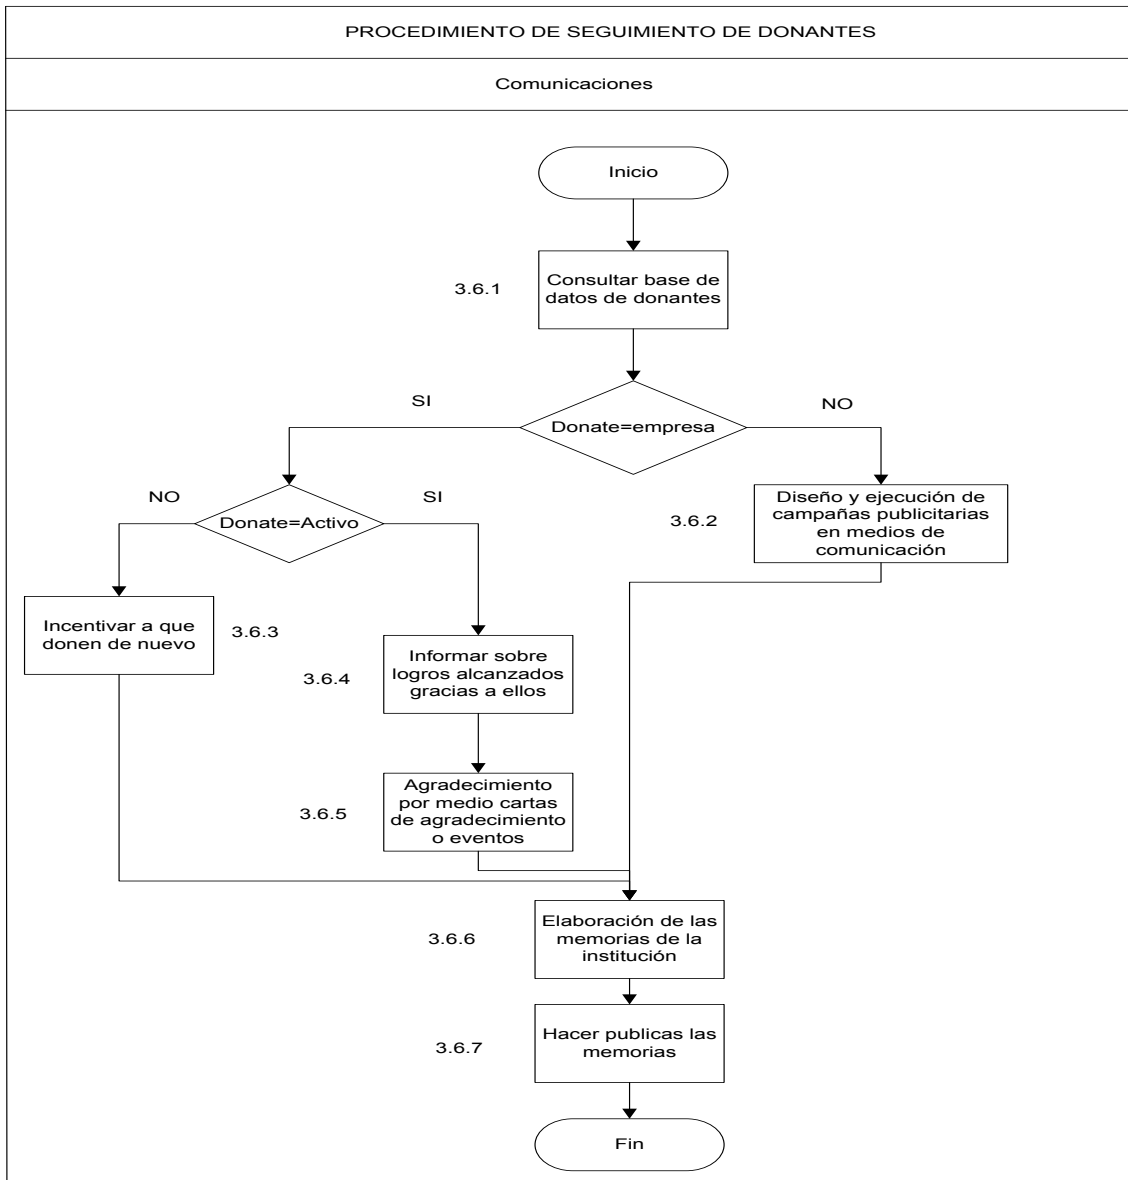 PROCEDIMIENTO DE SEGUIMIENTO DE DONANTES
Comunicaciones
Inicio
3.6.1
Consultar base de
datos de donantes
SI
NO
Donate=empresa
NO
SI
Donate=Activo
3.6.2
Diseño y ejecución de
campañas publicitarias
en medios de
comunicación
Incentivar a que
donen de nuevo
3.6.3
3.6.4
Informar sobre
logros alcanzados
gracias a ellos
3.6.5
Agradecimiento
por medio cartas
de agradecimiento
o eventos
3.6.6
Elaboración de las
memorias de la
institución
3.6.7
Hacer publicas las
memorias
Fin